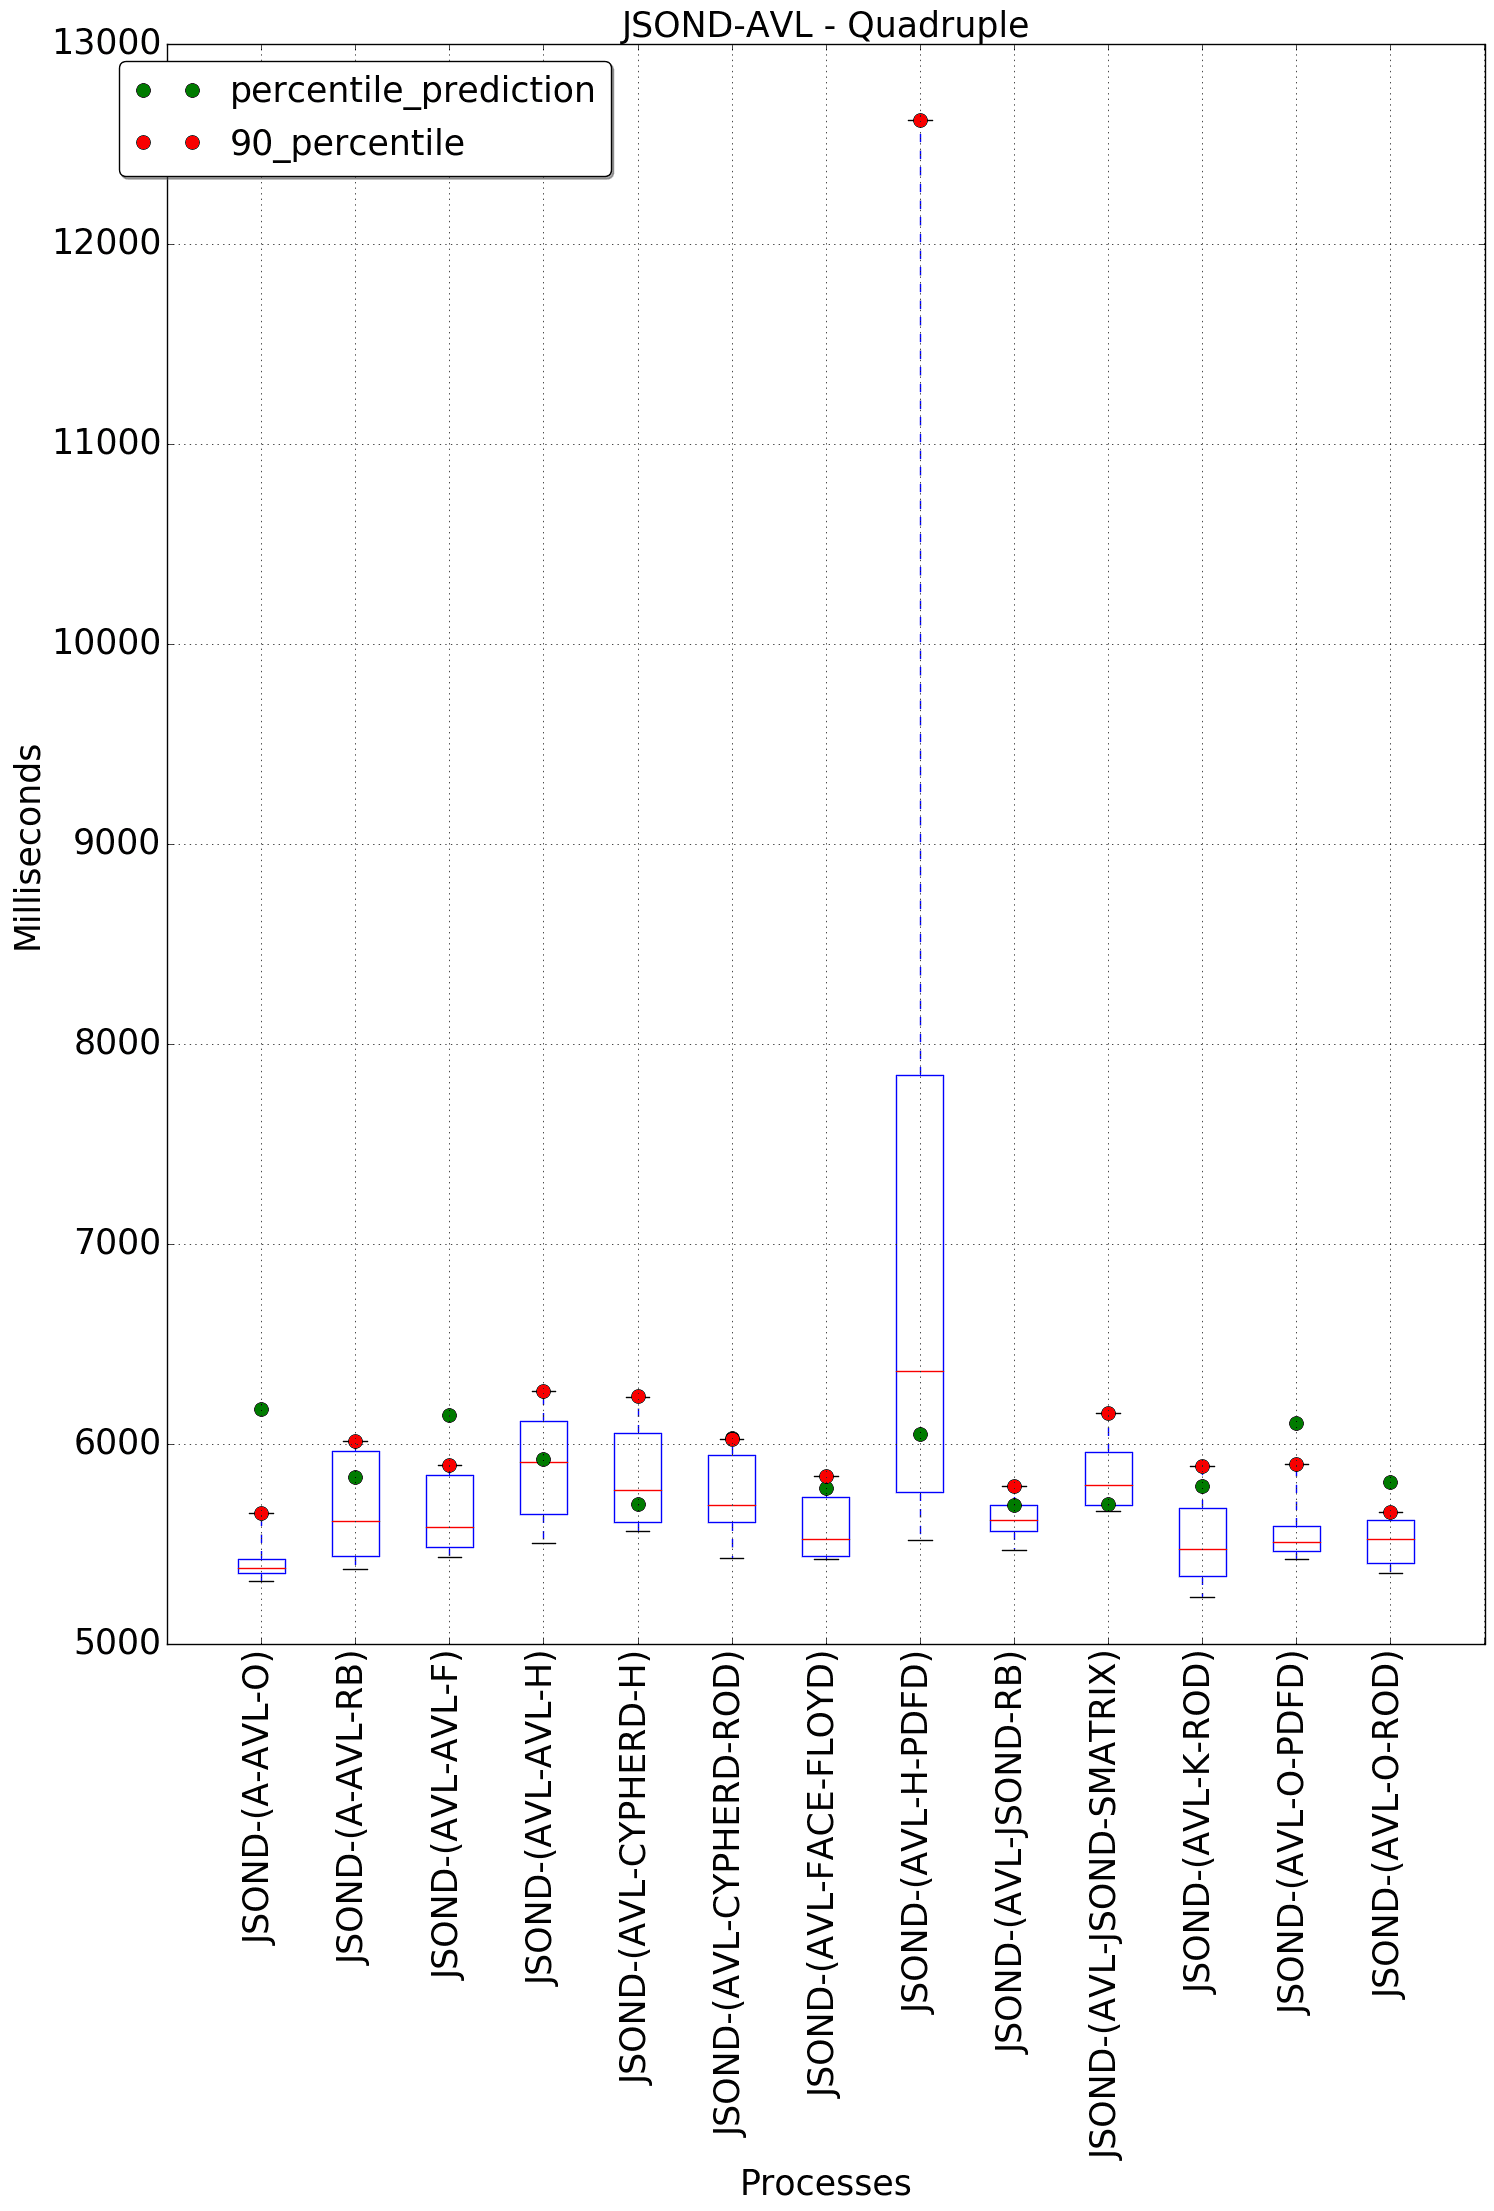 JSOND-AVL - Quadruple
percentile_prediction
90_percentile
13000
12000
11000
10000
9000
8000
7000
6000
5000
Milliseconds
JSOND-(A-AVL-O)
JSOND-(A-AVL-RB)
JSOND-(AVL-AVL-F)
JSOND-(AVL-AVL-H)
JSOND-(AVL-CYPHERD-H)
JSOND-(AVL-CYPHERD-ROD)
JSOND-(AVL-FACE-FLOYD)
JSOND-(AVL-H-PDFD)
JSOND-(AVL-JSOND-RB)
JSOND-(AVL-JSOND-SMATRIX)
JSOND-(AVL-K-ROD)
JSOND-(AVL-O-PDFD)
JSOND-(AVL-O-ROD)
Processes